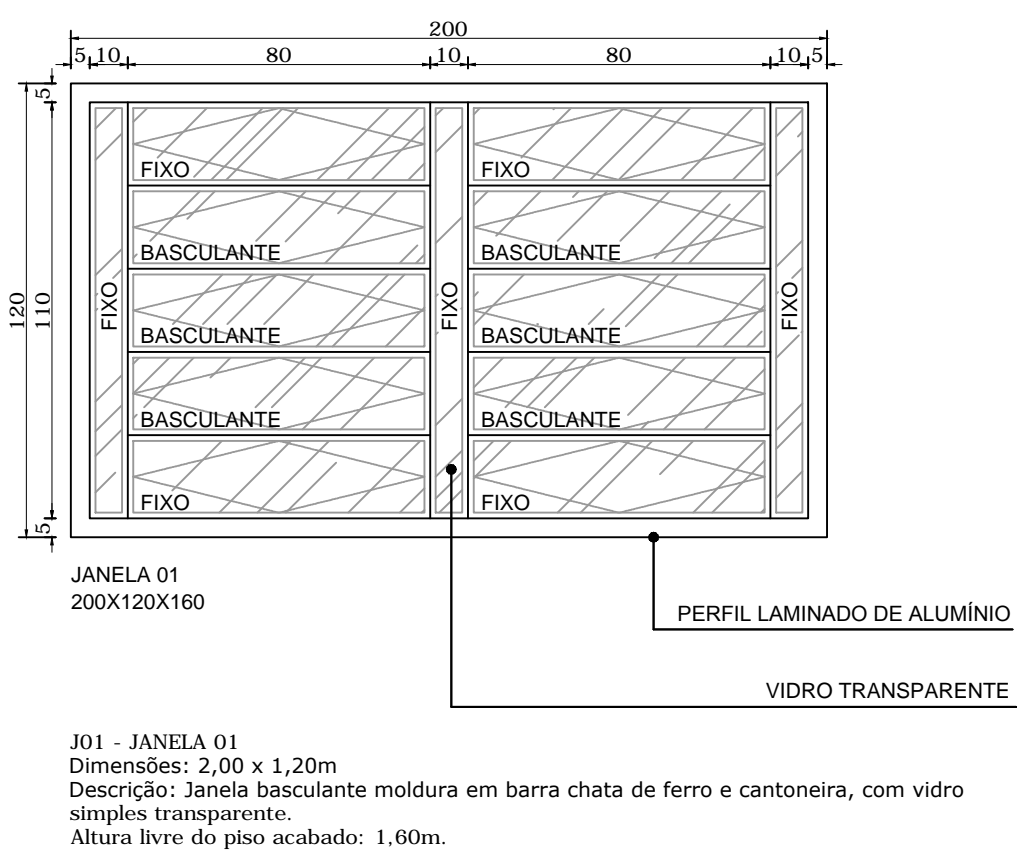 200
5 10 80 10 80 10 5
5
120
110
5
FIXO FIXO
BASCULANTE BASCULANTE
FIXO FIXO FIXO
BASCULANTE BASCULANTE
BASCULANTE BASCULANTE
FIXO FIXO
JANELA 01
200X120X160
PERFIL LAMINADO DE ALUMÍNIO
VIDRO TRANSPARENTE
J01 - JANELA 01
Dimensões: 2,00 x 1,20m
Descrição: Janela basculante moldura em barra chata de ferro e cantoneira, com vidro
simples transparente.
Altura livre do piso acabado: 1,60m.